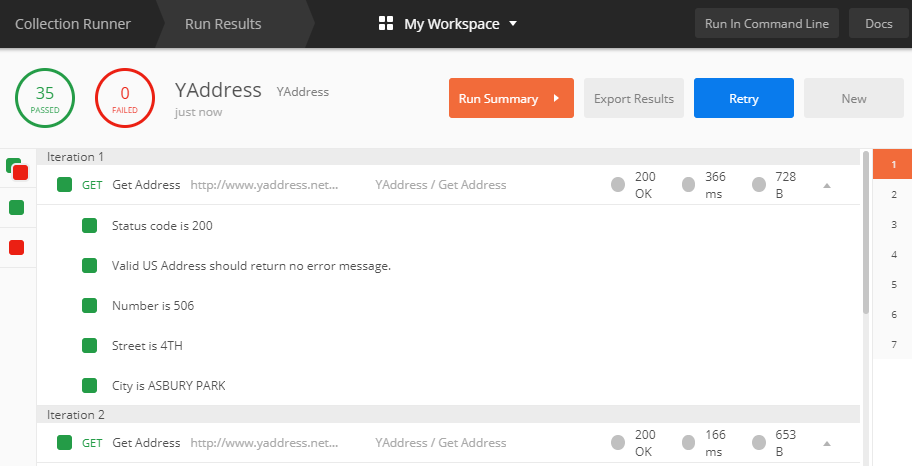 Collection Runner Run Results My Workspace Run In Command Line Docs
35 PASSED 0 FAILED YAddress YAddress
just now
Run Summary Export Results Retry New
Iteration 1
GET Get Address http://www.yaddress.net... YAddress / Get Address 200 OK 366 ms 728 B
Status code is 200
Valid US Address should return no error message.
Number is 506
Street is 4TH
City is ASBURY PARK
Iteration 2
GET Get Address http://www.yaddress.net... YAddress / Get Address 200 OK 166 ms 653 B
1
2
3
4
5
6
7